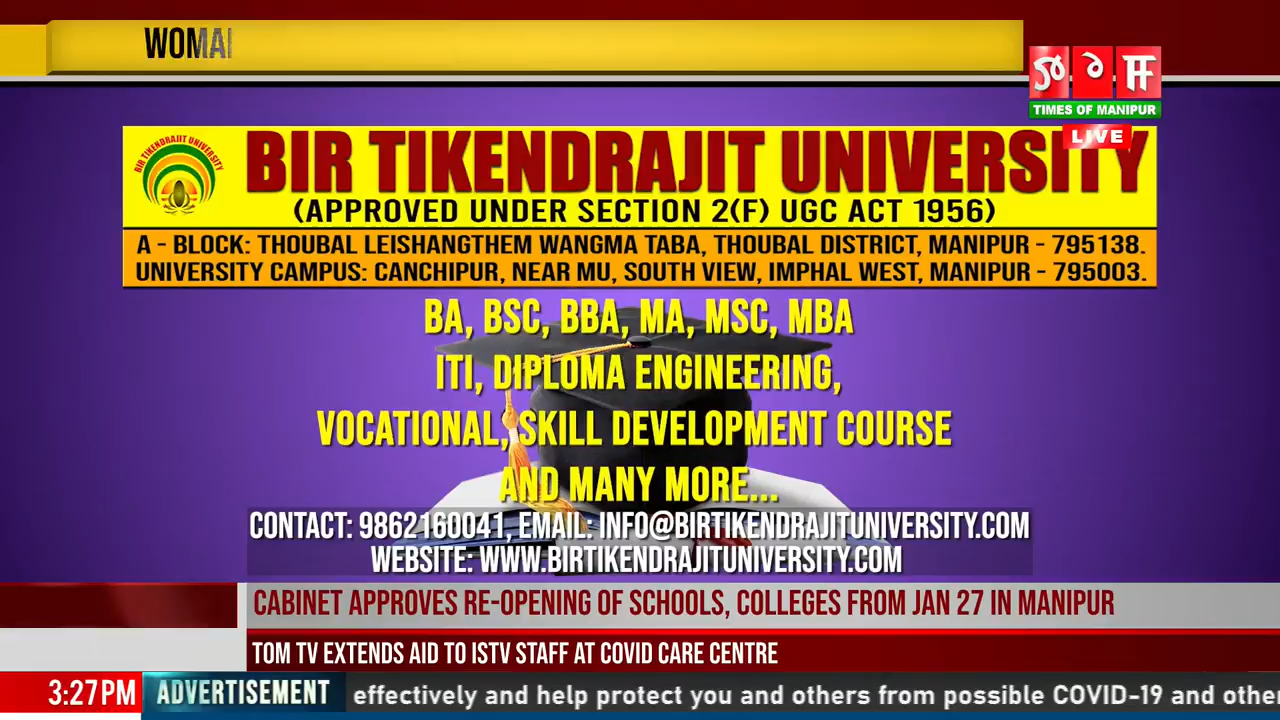 WOMAN
ꯇ ꯑ ꯝ
TIMES OF MANIPUR
LIVE
BIR TIKENDRAJIT UNIVERSITY
BIR TIKENDRAJIT UNIVERSITY
(APPROVED UNDER SECTION 2(F) UGC ACT 1956)
A - BLOCK: THOUBAL LEISHANGTHEM WANGMA TABA, THOUBAL DISTRICT, MANIPUR - 795138.
UNIVERSITY CAMPUS: CANCHIPUR, NEAR MU, SOUTH VIEW, IMPHAL WEST, MANIPUR - 795003.
BA, BSC, BBA, MA, MSC, MBA
ITI, DIPLOMA ENGINEERING,
VOCATIONAL, SKILL DEVELOPMENT COURSE
AND MANY MORE...
CONTACT: 9862160041, EMAIL: INFO@BIRTIKENDRAJITUNIVERSITY.COM
WEBSITE: WWW.BIRTIKENDRAJITUNIVERSITY.COM
CABINET APPROVES RE-OPENING OF SCHOOLS, COLLEGES FROM JAN 27 IN MANIPUR
TOM TV EXTENDS AID TO ISTV STAFF AT COVID CARE CENTRE
3:27PM ADVERTISEMENT effectively and help protect you and others from possible COVID-19 and othe